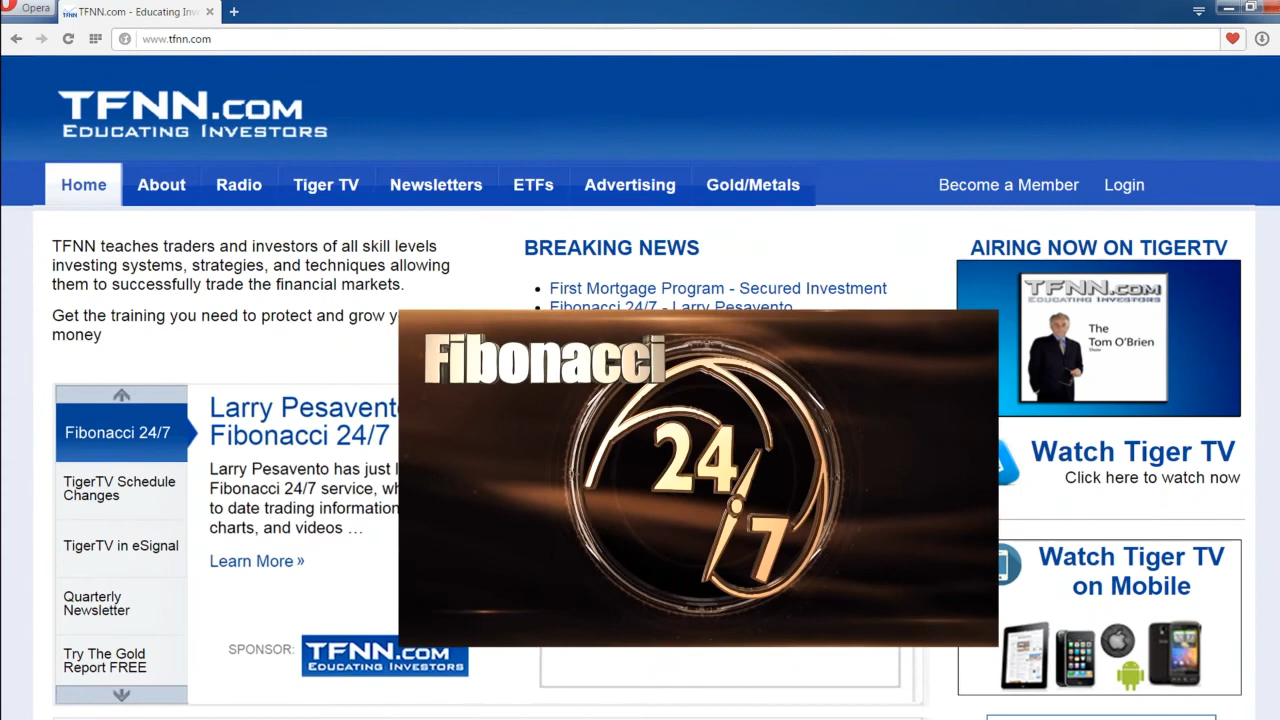 Opera
TFNN.com - Educating Inv
www.tfnn.com
TFNN.com
Educating Investors
Home
About
Radio
Tiger TV
Newsletters
ETFs
Advertising
Gold/Metals
Become a Member
Login
TFNN teaches traders and investors of all skill levels
investing systems, strategies, and techniques allowing
them to successfully trade the financial markets.
Get the training you need to protect and grow
money
BREAKING NEWS
First Mortgage Program - Secured Investment
Fibonacci 24/7 - Larry Pesavento
AIRING NOW ON TIGERTV
TFNN.com
Educating Investors
The
Tom O'Brien
Show
Watch Tiger TV
Click here to watch now
Watch Tiger TV
on Mobile
Fibonacci 24/7
TigerTV Schedule
Changes
TigerTV in eSignal
Quarterly
Newsletter
Try The Gold
Report FREE
Larry Pesavento
Fibonacci 24/7
Larry Pesavento has just
Fibonacci 24/7 service,
to date trading information
charts, and videos …
Learn More »
SPONSOR:
TFNN.com
Educating Investors
Fibonacci
24
7